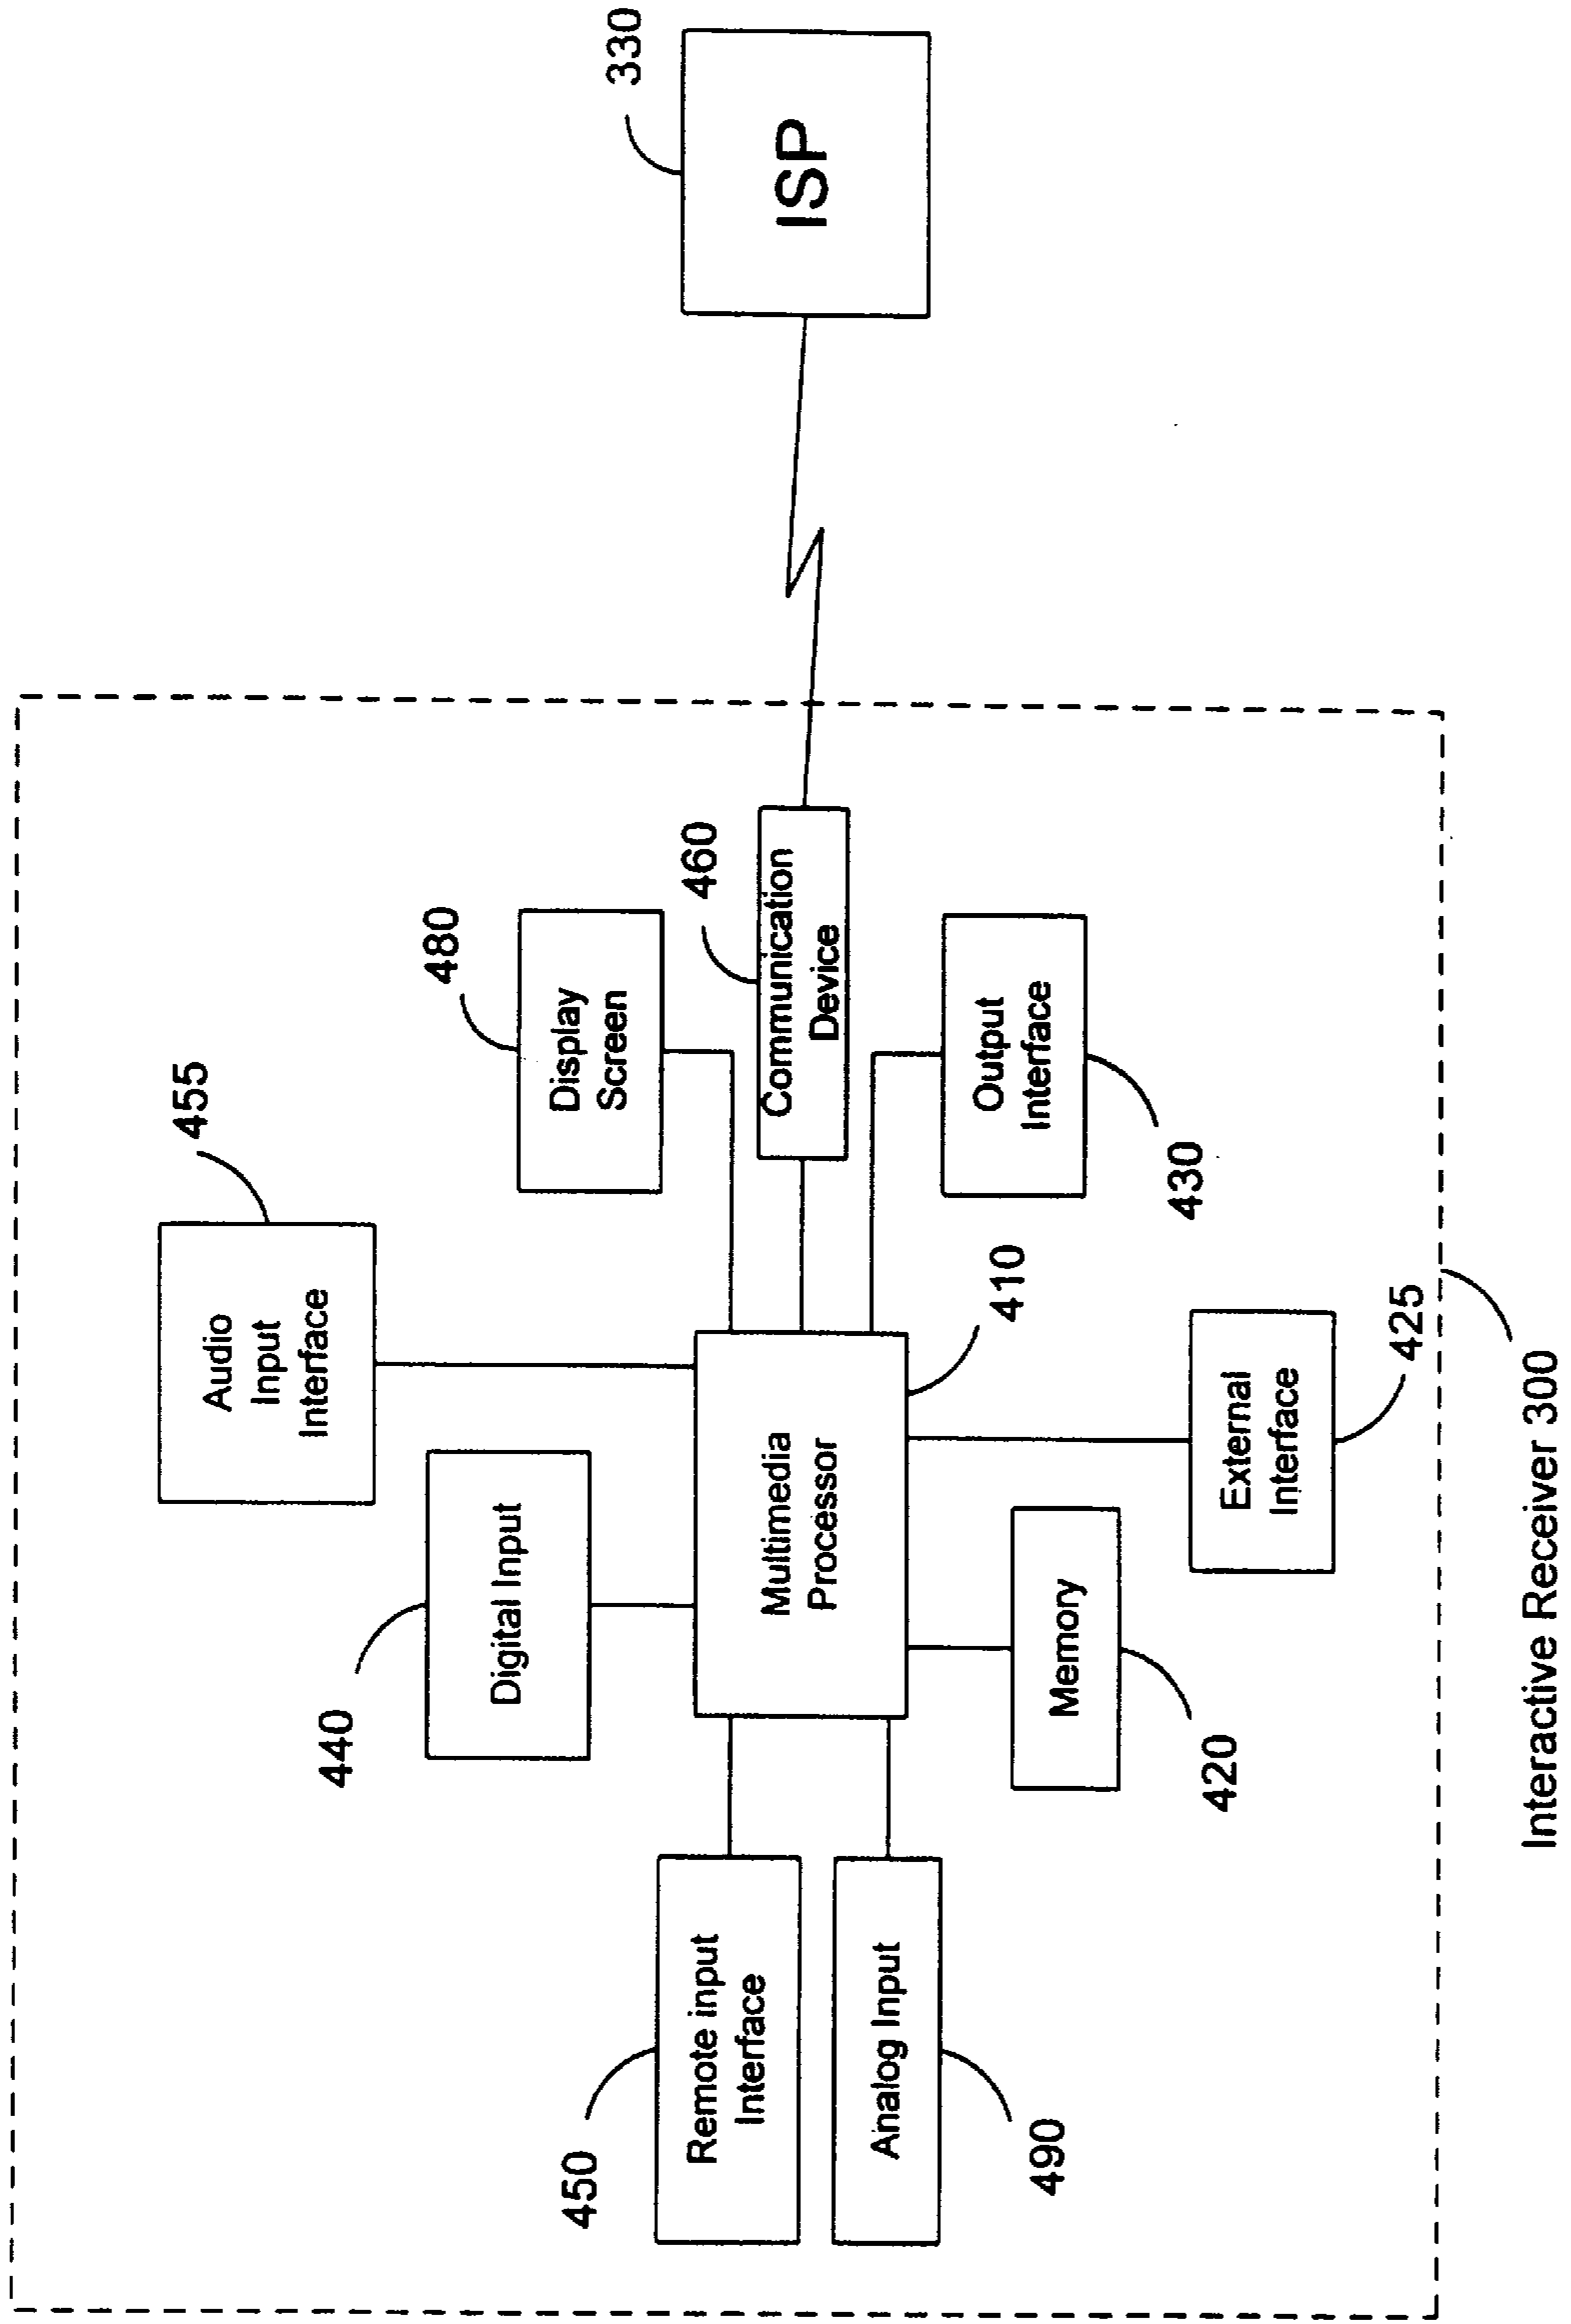 455
Audio
Input
Interface
440
Digital Input
480
Display
Screen
450
Remote input
Interface
Multimedia
Processor
460
Communication
Device
330
ISP
Analog Input
490
410
Output
Interface
430
Memory
420
External
Interface
425
Interactive Receiver 300